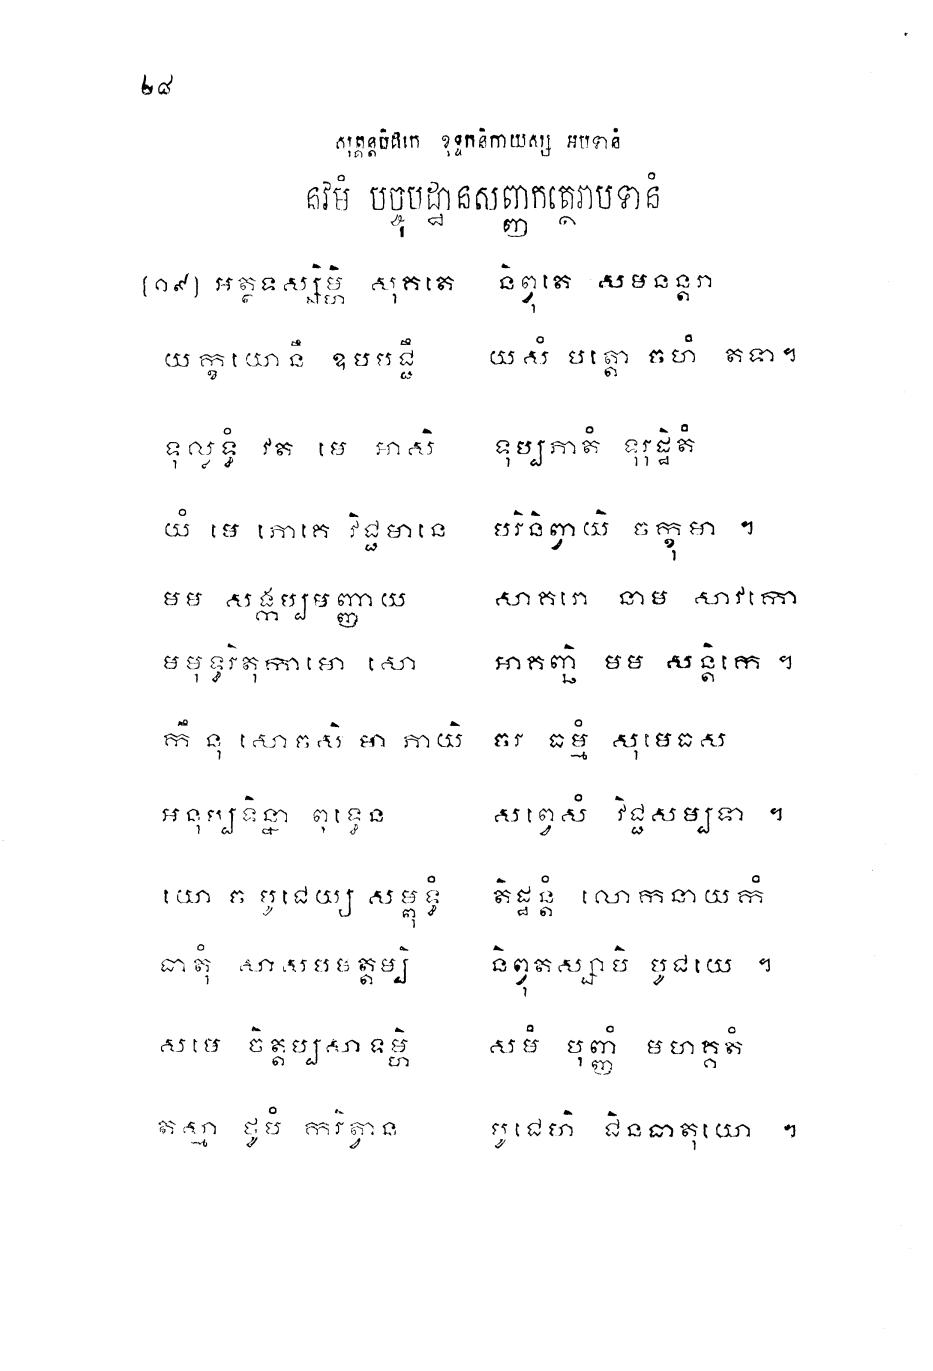 ២៨
សុត្តន្តបិដកេ ខុទ្ទកនិកាយស្ស អបទានំ
នវមំ បច្ចុបដ្ឋានសញ្ញកត្ថេរាបទានំ
[១៩] អត្ថទស្សិម្ហិ សុគតេ និព្វុតេ សមនន្តរា
យក្ខយោនឹ ឧបបជ្ជឹ យសំ បត្តោ ចហំ តទា។
ទុល្លទ្ធំ វត មេ អាសិ ទុប្បភាតំ ទុរុដ្ឋិតំ
យំ មេ ភោគេ វិជ្ជមានេ បរិនិព្វាយិ ចក្ខុមា ។
មម សង្កប្បមញ្ញាយ សាគរោ នាម សាវកោ
មមុទ្ធរិតុកាមោ សោ អាគញ្ឆិ មម សន្តិកេ ។
កឹ នុ សោចសិ មា ភាយិ ចរ ធម្មំ សុមេធស
អនុប្បទិន្នា ពុទ្ធេន សព្វេសំ វិជ្ជសម្បទា ។
យោ ច បូជេយ្យ សម្ពុទ្ធំ តិដ្ឋន្តំ លោកនាយកំ
ធាតុំ សាសបមត្តម្បិ និព្វុតស្សាបិ បូជយេ ។
សមេ ចិត្តប្បសាទម្ហិ សមំ បុញ្ញំ មហគ្គតំ
តស្មា ថូបំ ករិត្វាន បូជេហិ ជិនធាតុយោ ។